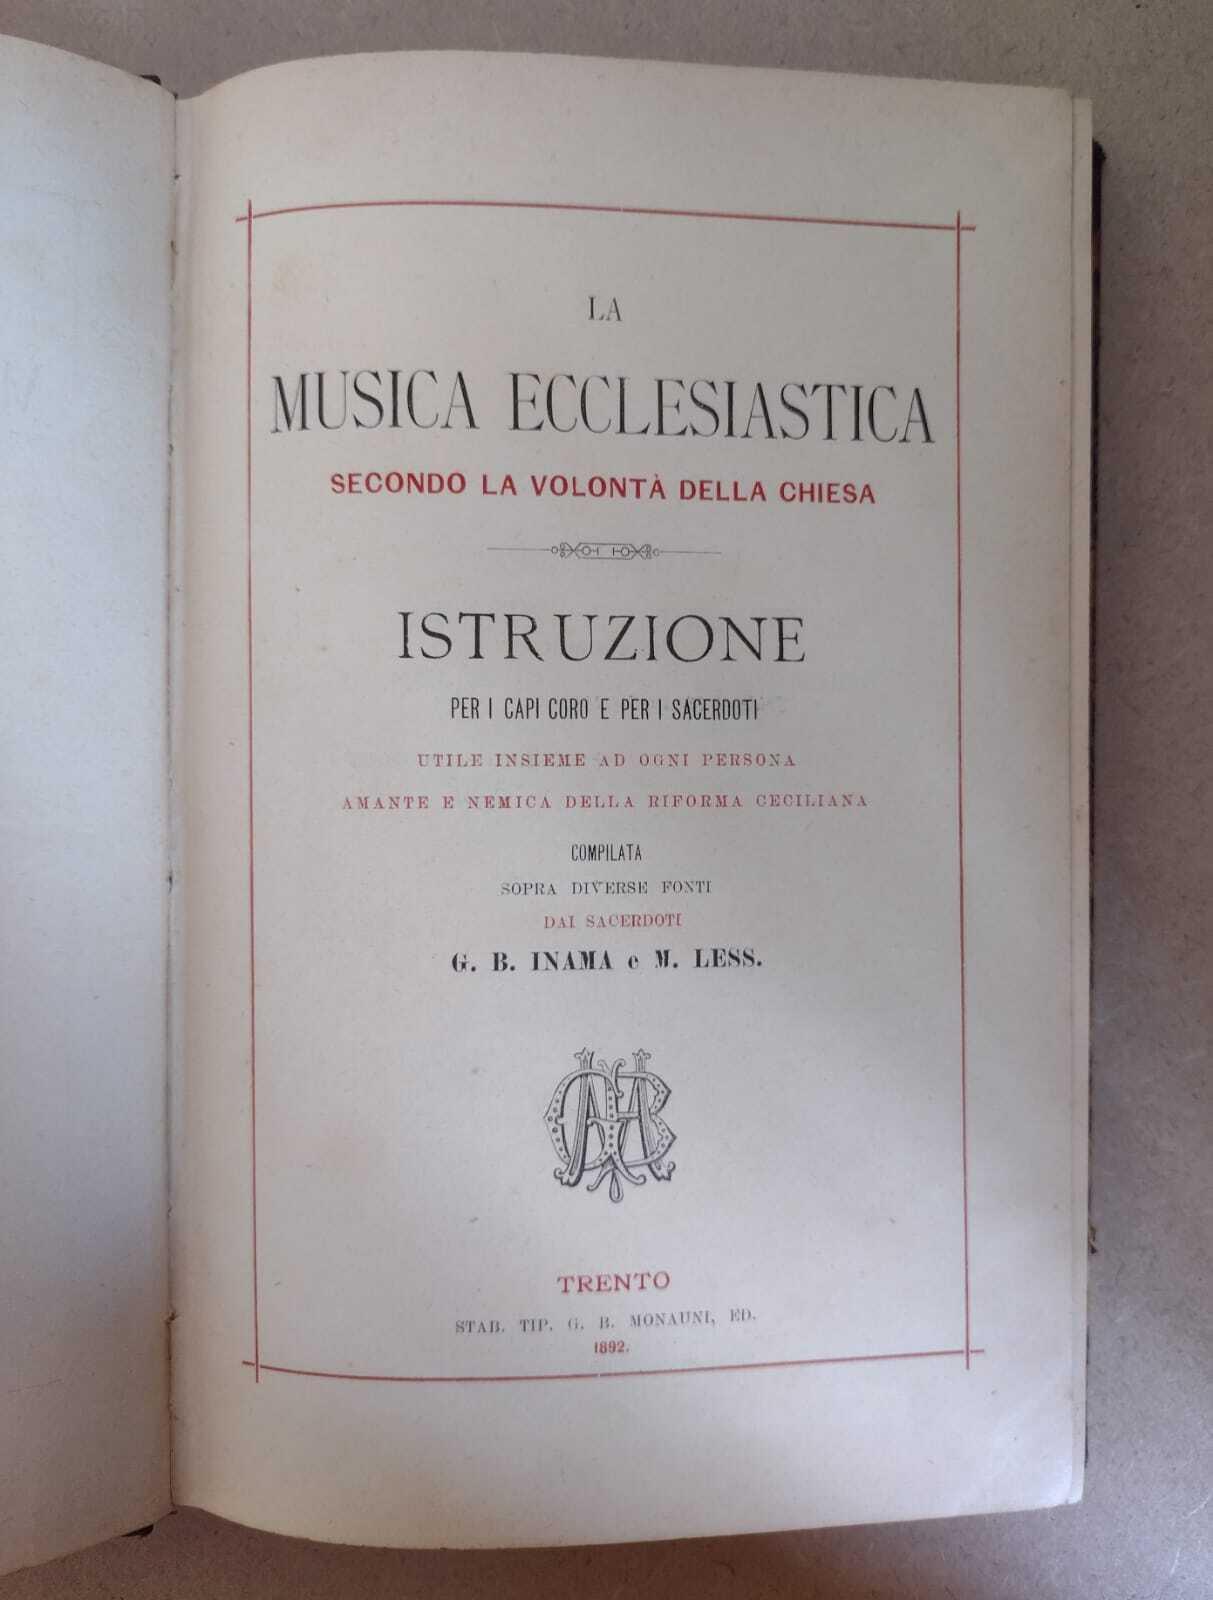 LA
MUSICA ECCLESIASTICA
SECONDO LA VOLONTÀ DELLA CHIESA
ISTRUZIONE
PER I CAPI CORO E PER I SACERDOTI
UTILE INSIEME AD OGNI PERSONA
AMANTE E NEMICA DELLA RIFORMA CECILIANA
COMPILATA
SOPRA DIVERSE FONTI
DAI SACERDOTI
G. B. INAMA e M. LESS.
TRENTO
STAB. TIP. G. B. MONAUNI, ED.
1892.